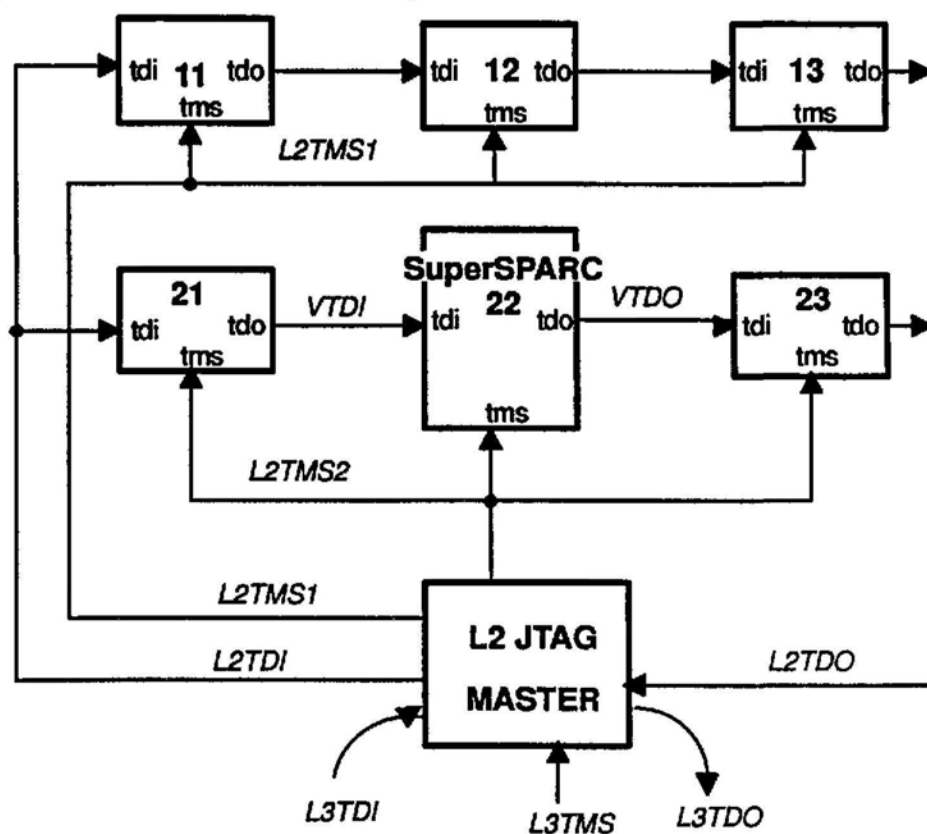 tdi 11 tdo
tms
tdi 12 tdo
tms
tdi 13 tdo
tms
L2TMS1
21
tdi tdo
tms
VTDI
SuperSPARC
22
tdi tdo
tms
VTDO
23
tdi tdo
tms
L2TMS2
L2TMS1
L2TDI
L2 JTAG
MASTER
L2TDO
L3TDI
L3TMS
L3TDO